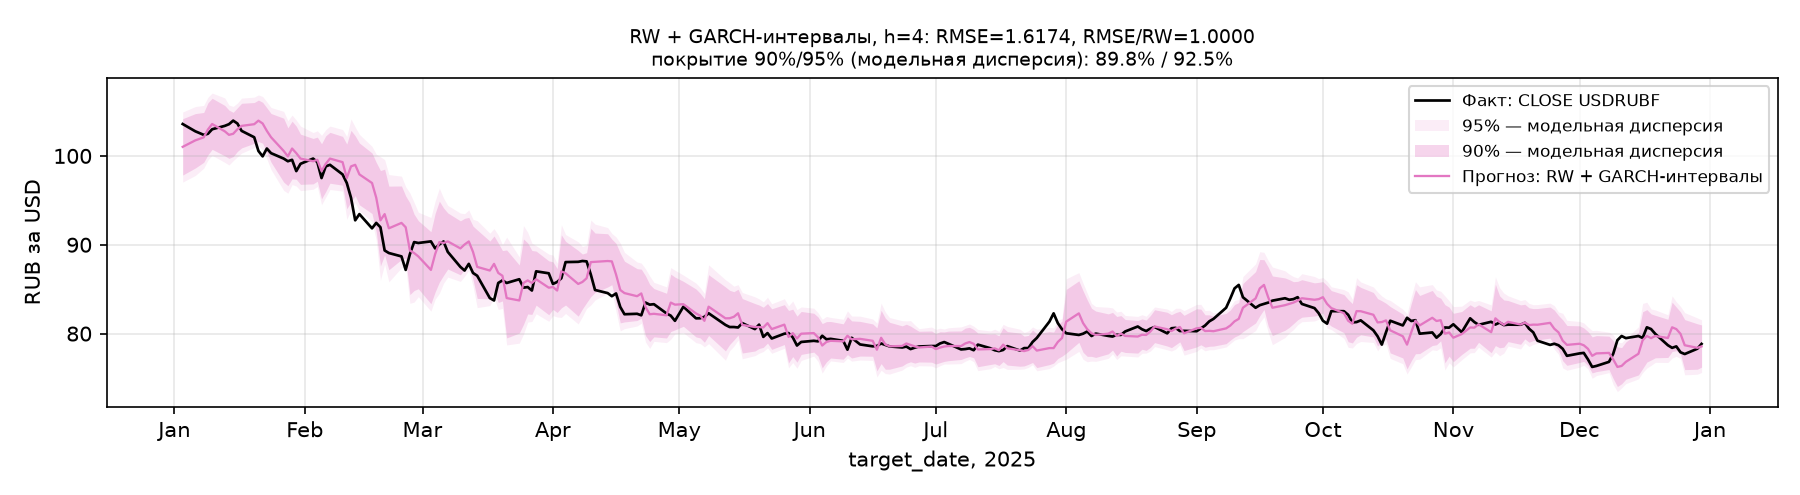 RW + GARCH-интервалы, h=4: RMSE=1.6174, RMSE/RW=1.0000
покрытие 90%/95% (модельная дисперсия): 89.8% / 92.5%
Факт: CLOSE USDRUBF
95% — модельная дисперсия
90% — модельная дисперсия
Прогноз: RW + GARCH-интервалы
RUB за USD
100
90
80
Jan Feb Mar Apr May Jun Jul Aug Sep Oct Nov Dec Jan
target_date, 2025